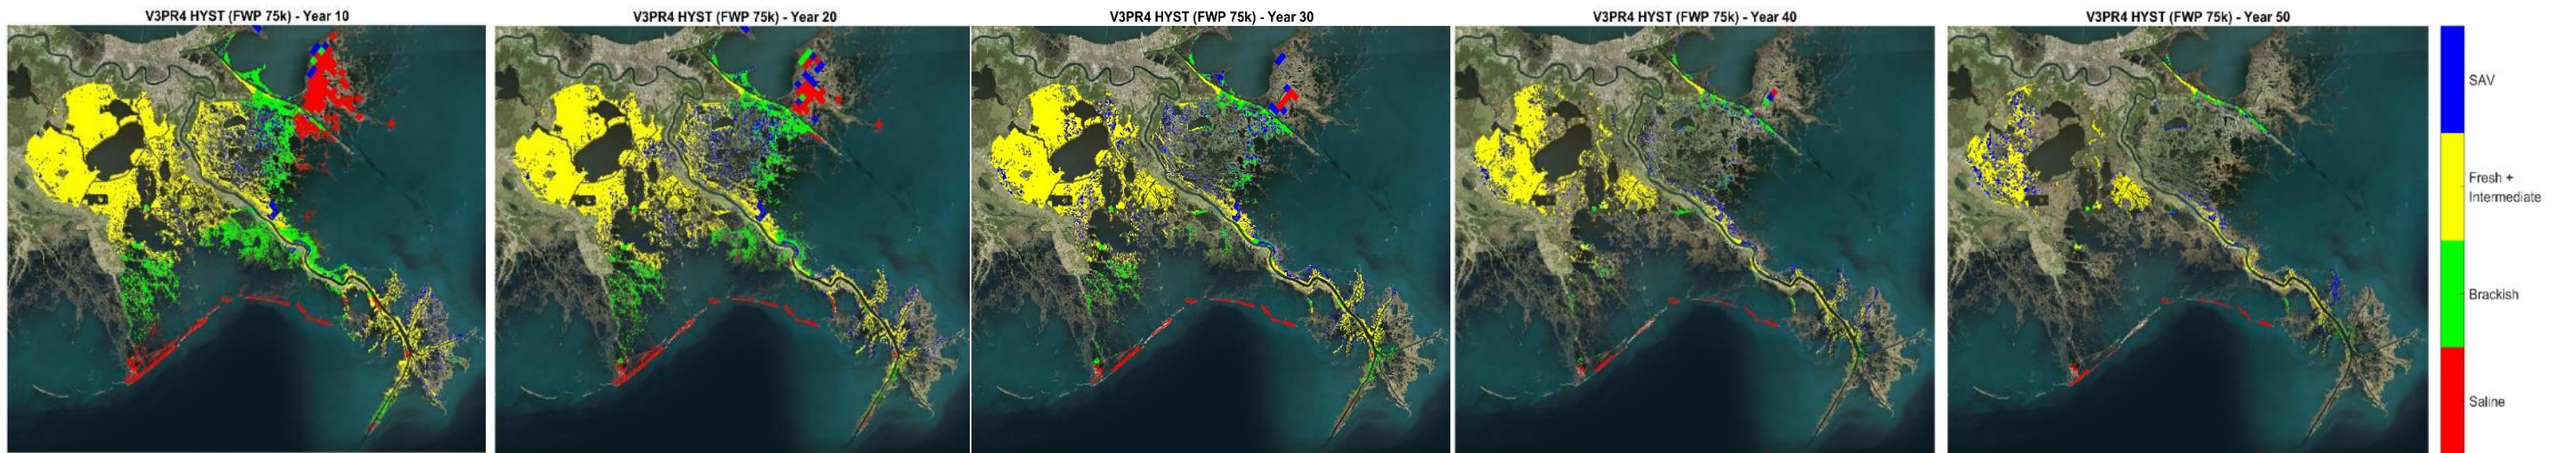 V3PR4 HYST (FWP 75k) - Year 10
V3PR4 HYST (FWP 75k) - Year 20
V3PR4 HYST (FWP 75k) - Year 30
V3PR4 HYST (FWP 75k) - Year 40
V3PR4 HYST (FWP 75k) - Year 50
SAV
Fresh +
Intermediate
Brackish
Saline